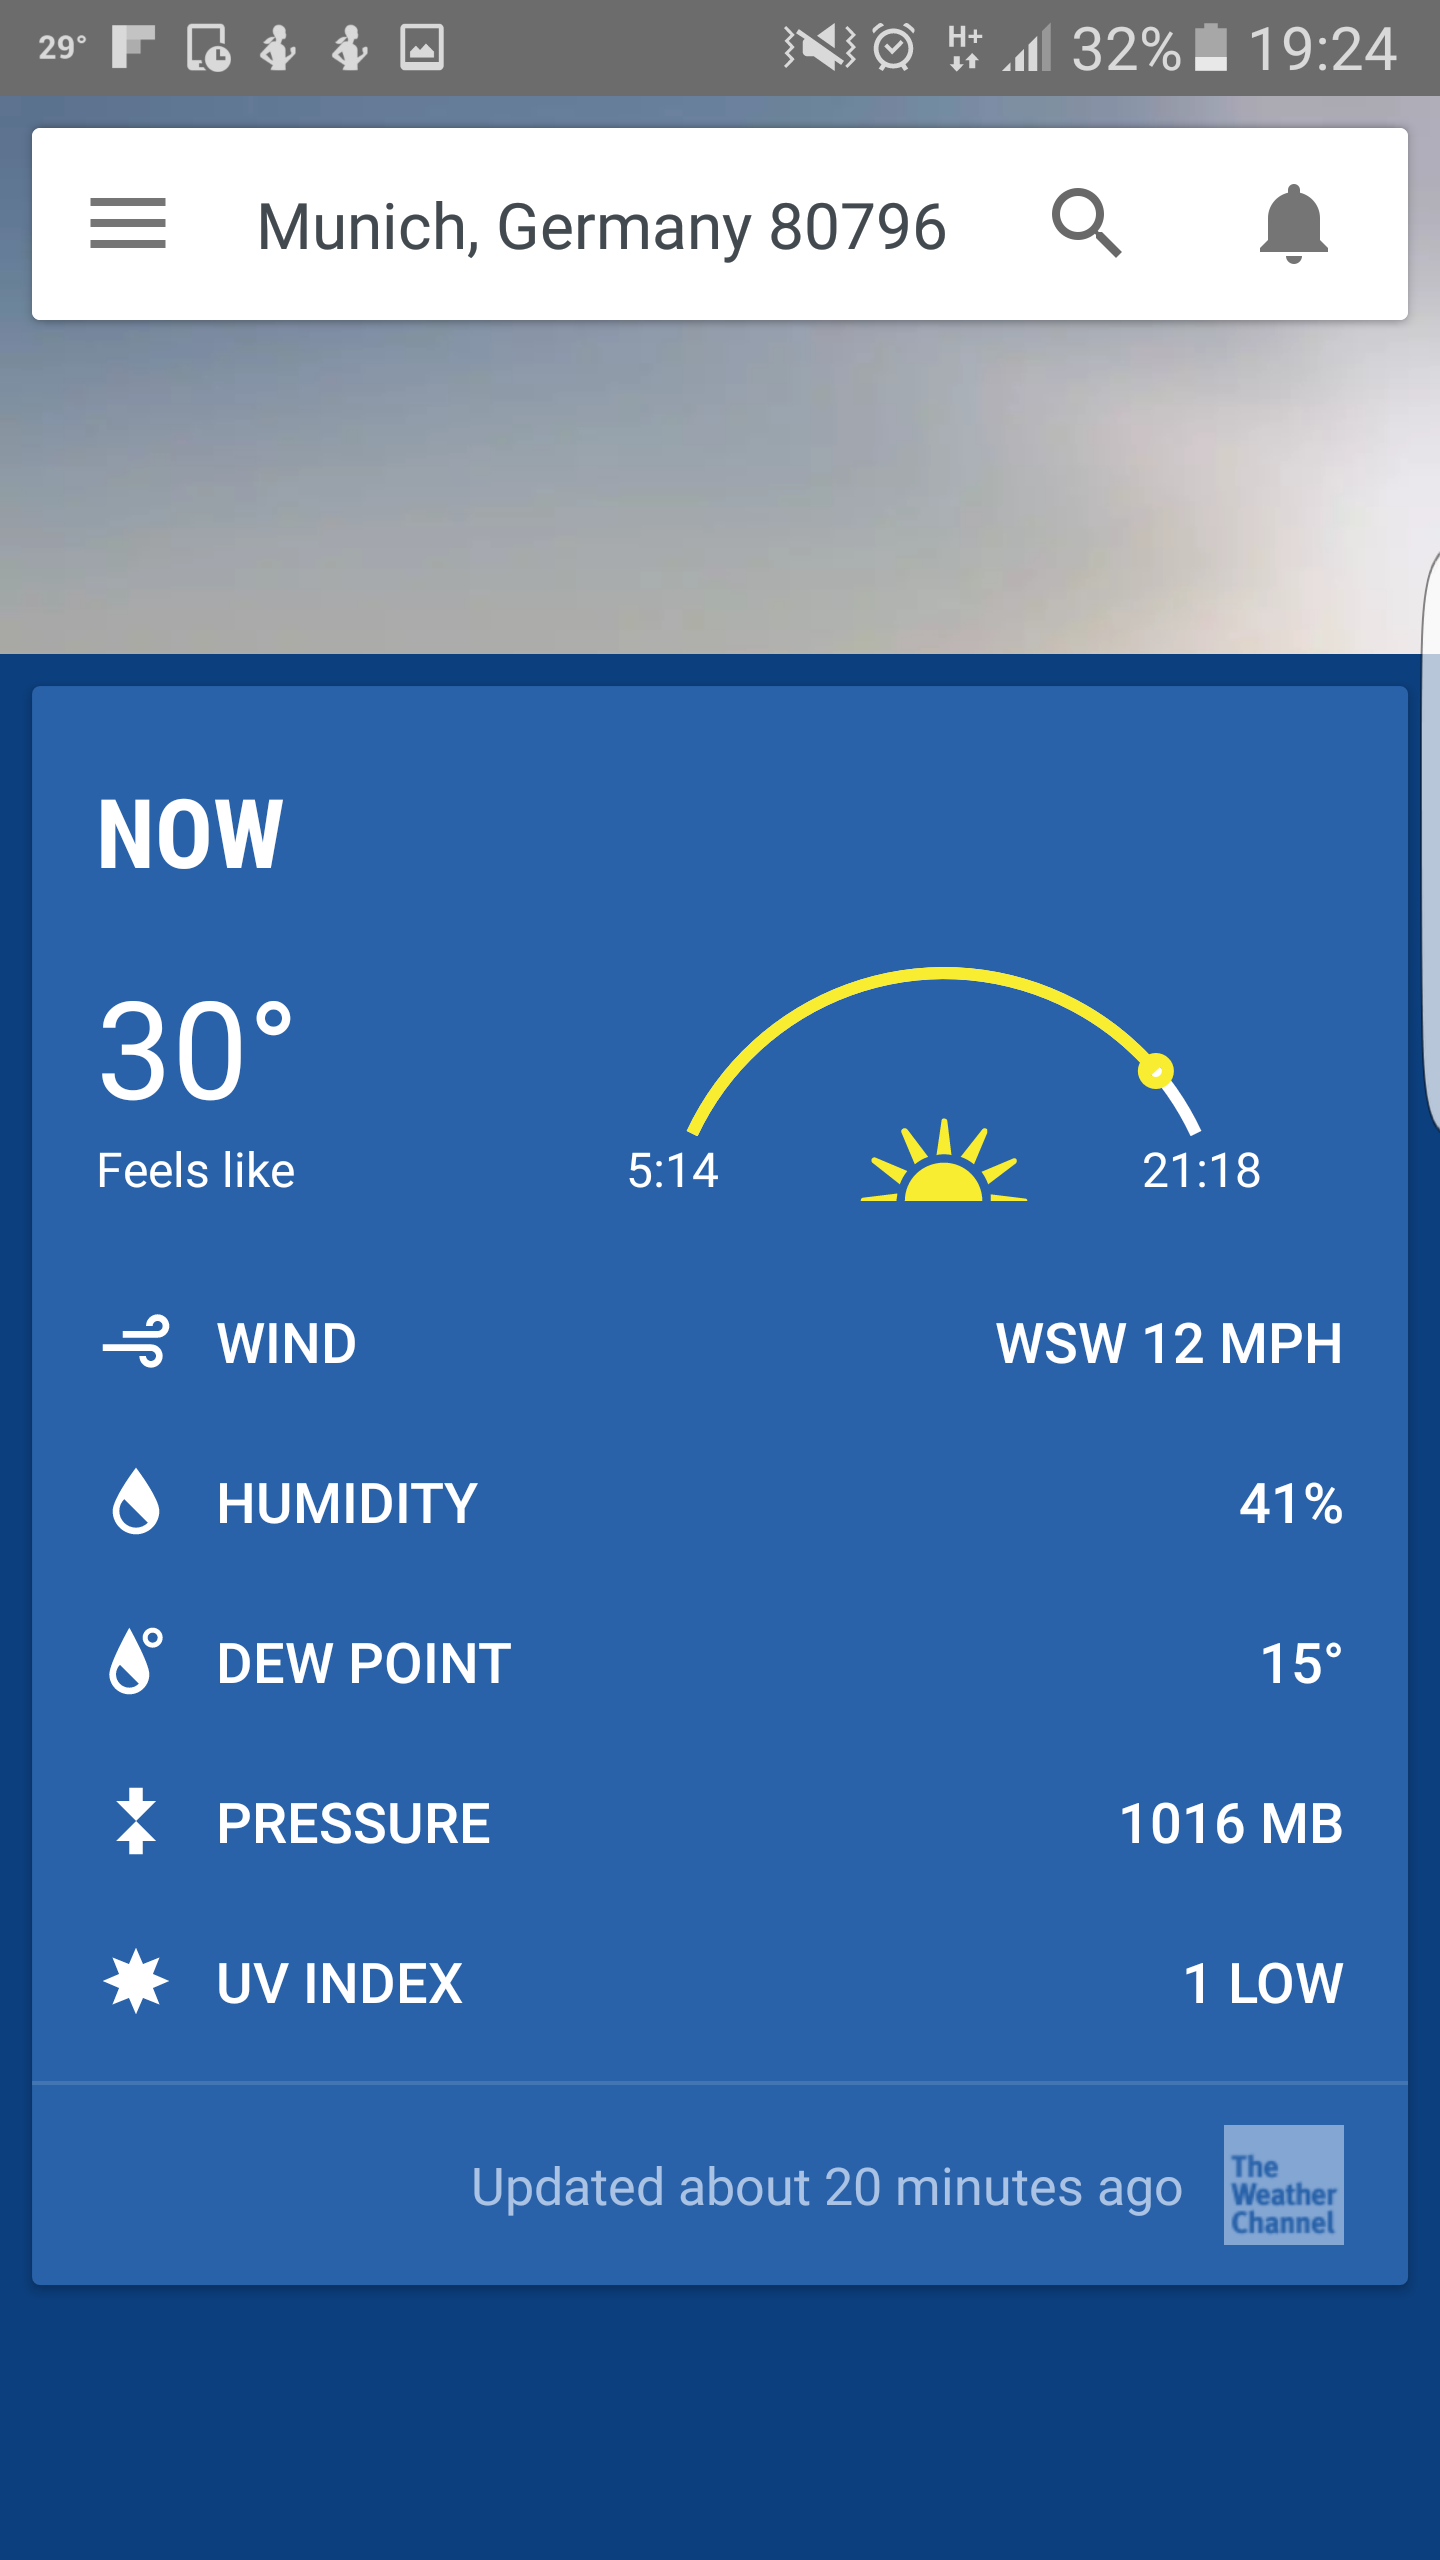 29° H+ 32% 19:24
Munich, Germany 80796
NOW
30°
Feels like
5:14 21:18
WIND WSW 12 MPH
HUMIDITY 41%
DEW POINT 15°
PRESSURE 1016 MB
UV INDEX 1 LOW
Updated about 20 minutes ago
The
Weather
Channel